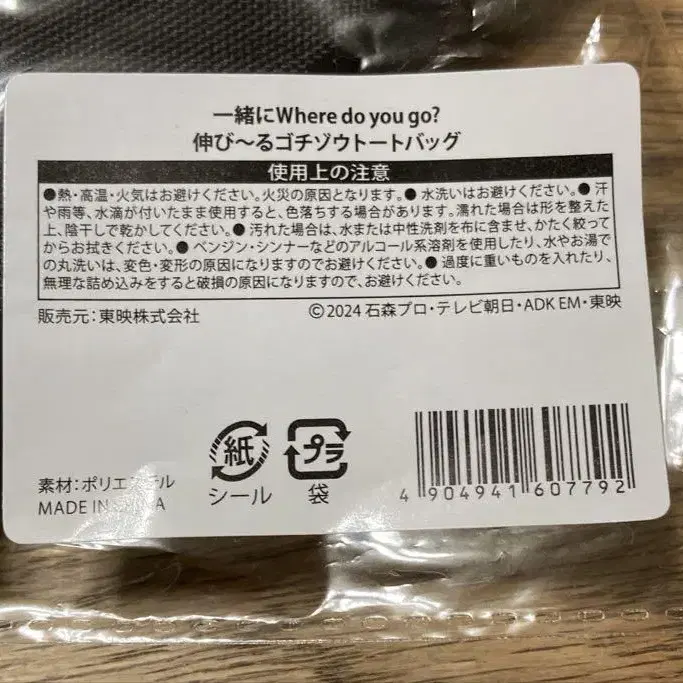 一緒にWhere do you go?
伸び～るゴチゾウトートバッグ
使用上の注意
●熱・高温・火気はお避けください。火災の原因となります。● 水洗いはお避けください。● 汗
や雨等、水滴が付いたまま使用すると、色落ちする場合があります。濡れた場合は形を整えた
上、陰干しで乾かしてください。● 汚れた場合は、水または中性洗剤を布に含ませ、かたく絞って
からお拭きください。● ベンジン・シンナーなどのアルコール系溶剤を使用したり、水やお湯で
の丸洗いは、変色・変形の原因になりますのでお避けください。● 過度に重いものを入れたり、
無理な詰め込みをすると破損の原因になりますので、お避けください。
販売元：東映株式会社
©2024 石森プロ・テレビ朝日・ADK EM・東映
紙
シール
プラ
袋
素材：ポリエステル
MADE IN
4 904941 607792